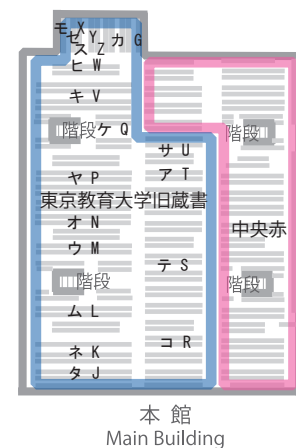 モ X
セ Y カ G
ス Z
ヒ W
キ V
階段 ケ Q
階段
サ U
ヤ P
ア T
東京教育大学旧蔵書
オ N
中央赤
ウ M
テ S
階段
階段
ム L
コ R
ネ K
タ J
本 館
Main Building